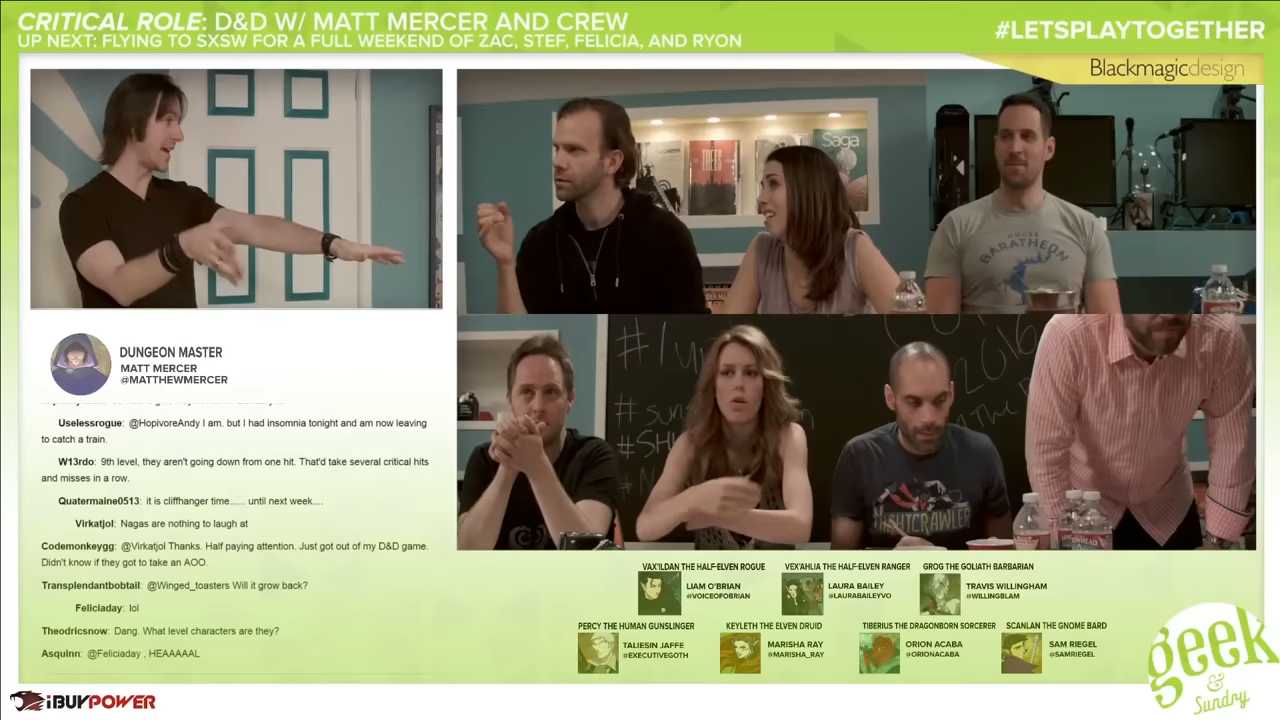 CRITICAL ROLE: D&D W/ MATT MERCER AND CREW
UP NEXT: FLYING TO SXSW FOR A FULL WEEKEND OF ZAC, STEF, FELICIA, AND RYON
#LETSPLAYTOGETHER
Blackmagicdesign
TREES
Saga
HOUSE
BARATHEON
DUNGEON MASTER
MATT MERCER
@MATTHEWMERCER
Uselessrogue: @HopivoreAndy I am. but I had insomnia tonight and am now leaving
to catch a train.
W13rdo: 9th level, they aren't going down from one hit. That'd take several critical hits
and misses in a row.
Quatermaine0513: it is cliffhanger time...... until next week....
Virkatjol: Nagas are nothing to laugh at
Codemonkeygg: @Virkatjol Thanks. Half paying attention. Just got out of my D&D game.
Didn't know if they got to take an AOO.
Transplendantbobtail: @Winged_toasters Will it grow back?
Feliciaday: lol
Theodricsnow: Dang. What level characters are they?
Asquinn: @Feliciaday , HEAAAAAL
NIGHTCRAWLER
VAX'ILDAN THE HALF-ELVEN ROGUE
LIAM O'BRIAN
@VOICEOFOBRIAN
VEX'AHLIA THE HALF-ELVEN RANGER
LAURA BAILEY
@LAURABAILEYVO
GROG THE GOLIATH BARBARIAN
TRAVIS WILLINGHAM
@WILLINGBLAM
PERCY THE HUMAN GUNSLINGER
TALIESIN JAFFE
@EXECUTIVEGOTH
KEYLETH THE ELVEN DRUID
MARISHA RAY
@MARISHA_RAY
TIBERIUS THE DRAGONBORN SORCERER
ORION ACABA
@ORIONACABA
SCANLAN THE GNOME BARD
SAM RIEGEL
@SAMRIEGEL
geek
&
Sundry
iBUYPOWER